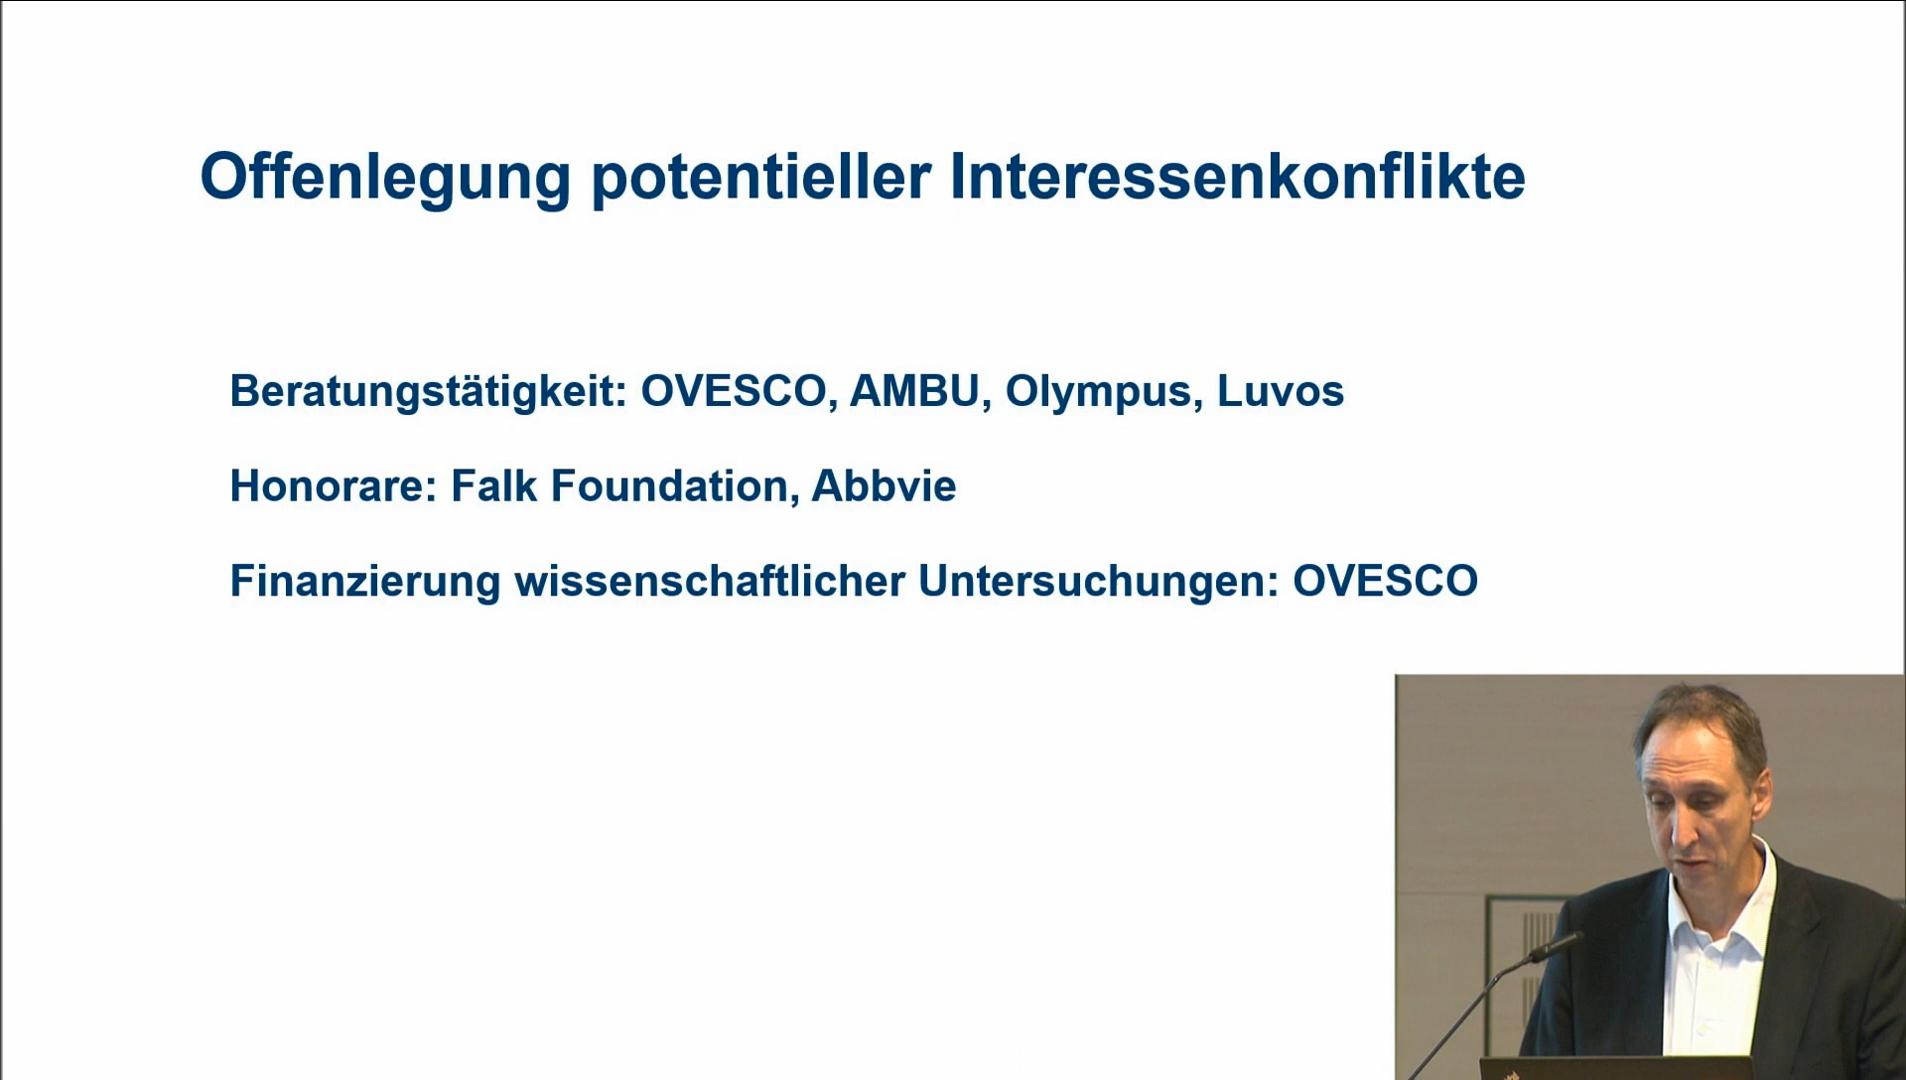 Offenlegung potentieller Interessenkonflikte
Beratungstätigkeit: OVESCO, AMBU, Olympus, Luvos
Honorare: Falk Foundation, Abbvie
Finanzierung wissenschaftlicher Untersuchungen: OVESCO